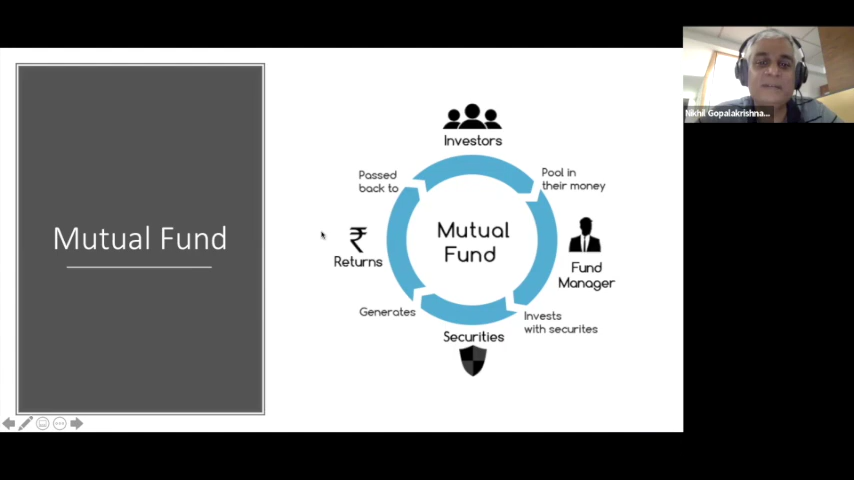 Mutual Fund
Investors
Pool in
their money
Fund
Manager
Invests
with securites
Securities
Generates
₹
Returns
Passed
back to
Mutual
Fund
Nikhil Gopalakrishna...